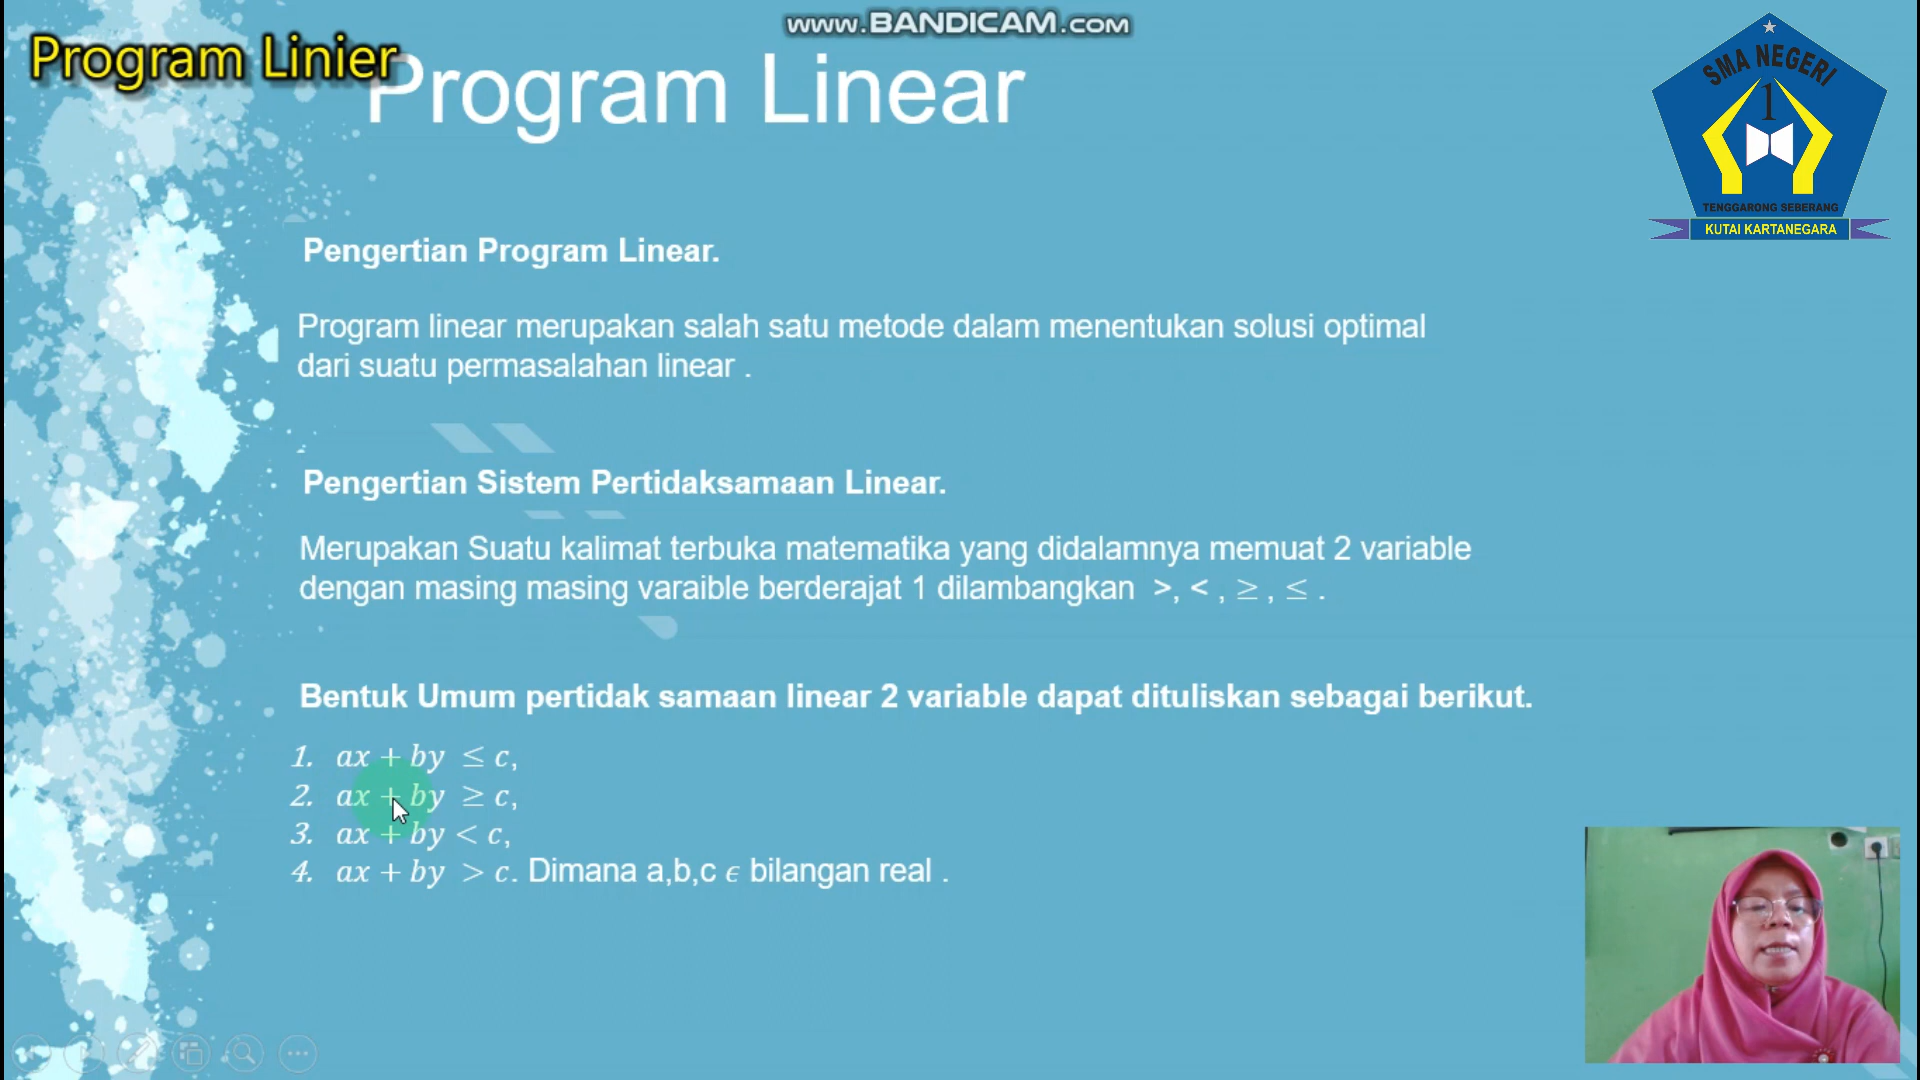 www.BANDICAM.com
Program Linier
Program Linear
SMA NEGERI
1
TENGGARONG SEBERANG
KUTAI KARTANEGARA
Pengertian Program Linear.
Program linear merupakan salah satu metode dalam menentukan solusi optimal
dari suatu permasalahan linear .
Pengertian Sistem Pertidaksamaan Linear.
Merupakan Suatu kalimat terbuka matematika yang didalamnya memuat 2 variable
dengan masing masing varaible berderajat 1 dilambangkan >, < , ≥ , ≤ .
Bentuk Umum pertidak samaan linear 2 variable dapat dituliskan sebagai berikut.
1. ax + by ≤ c,
2. ax + by ≥ c,
3. ax + by < c,
4. ax + by > c. Dimana a,b,c ϵ bilangan real .